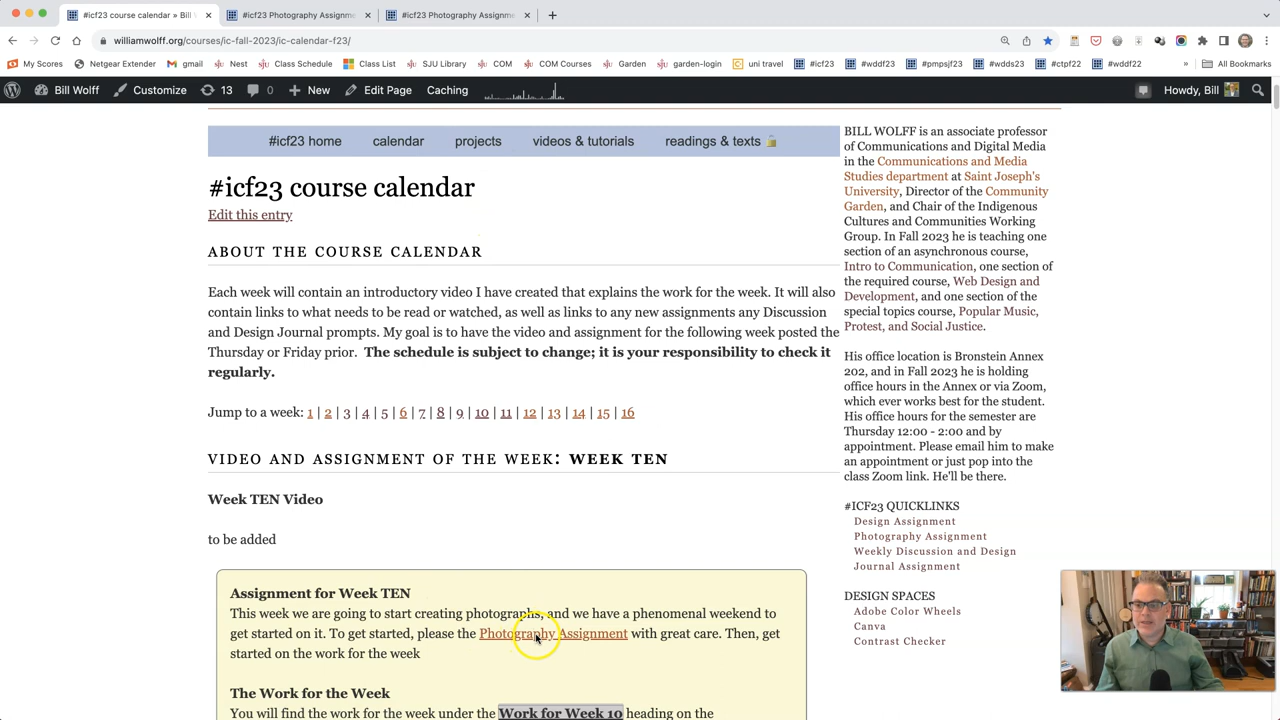 #icf23 course calendar » Bill W
#icf23 Photography Assignme
#icf23 Photography Assignme
williamwolff.org/courses/ic-fall-2023/ic-calendar-f23/
My Scores Netgear Extender gmail Nest Class Schedule Class List SJU Library COM COM Courses Garden garden-login uni travel #icf23 #wddf23 #pmpsjf23 #wdds23 #ctpf22 #wddf22 » All Bookmarks
Bill Wolff Customize 13 0 New Edit Page Caching Howdy, Bill
#icf23 home calendar projects videos & tutorials readings & texts
#icf23 course calendar
Edit this entry
ABOUT THE COURSE CALENDAR
Each week will contain an introductory video I have created that explains the work for the week. It will also
contain links to what needs to be read or watched, as well as links to any new assignments any Discussion
and Design Journal prompts. My goal is to have the video and assignment for the following week posted the
Thursday or Friday prior. The schedule is subject to change; it is your responsibility to check it
regularly.
Jump to a week: 1 | 2 | 3 | 4 | 5 | 6 | 7 | 8 | 9 | 10 | 11 | 12 | 13 | 14 | 15 | 16
VIDEO AND ASSIGNMENT OF THE WEEK: WEEK TEN
Week TEN Video
to be added
Assignment for Week TEN
This week we are going to start creating photographs, and we have a phenomenal weekend to
get started on it. To get started, please the Photography Assignment with great care. Then, get
started on the work for the week
The Work for the Week
You will find the work for the week under the Work for Week 10 heading on the
BILL WOLFF is an associate professor
of Communications and Digital Media
in the Communications and Media
Studies department at Saint Joseph's
University, Director of the Community
Garden, and Chair of the Indigenous
Cultures and Communities Working
Group. In Fall 2023 he is teaching one
section of an asynchronous course,
Intro to Communication, one section of
the required course, Web Design and
Development, and one section of the
special topics course, Popular Music,
Protest, and Social Justice.
His office location is Bronstein Annex
202, and in Fall 2023 he is holding
office hours in the Annex or via Zoom,
which ever works best for the student.
His office hours for the semester are
Thursday 12:00 - 2:00 and by
appointment. Please email him to make
an appointment or just pop into the
class Zoom link. He'll be there.
#ICF23 QUICKLINKS
Design Assignment
Photography Assignment
Weekly Discussion and Design
Journal Assignment
DESIGN SPACES
Adobe Color Wheels
Canva
Contrast Checker